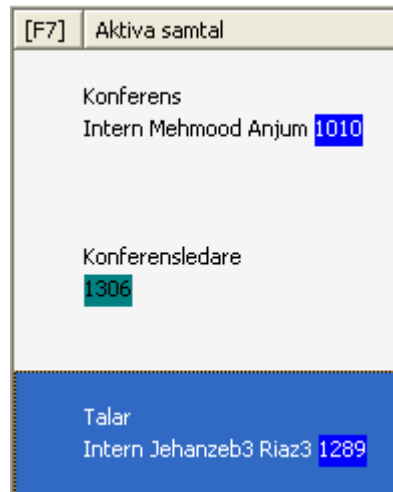 [F7] Aktiva samtal
Konferens
Intern Mehmood Anjum 1010
Konferensledare
1306
Talar
Intern Jehanzeb3 Riaz3 1289